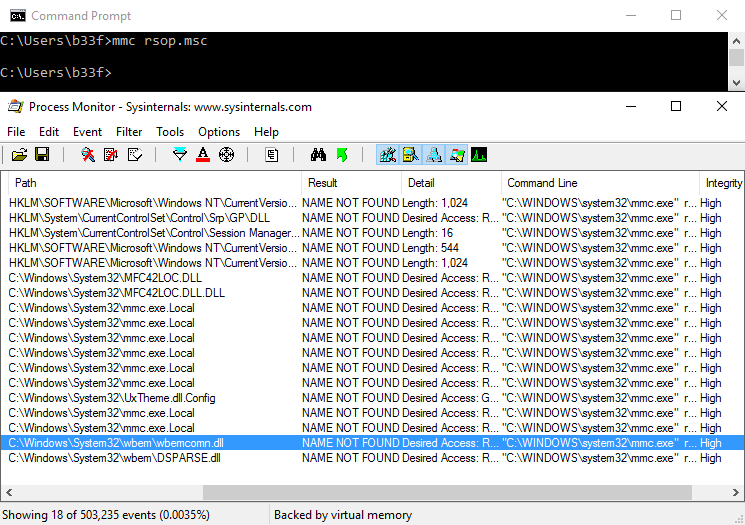 Command Prompt
C:\Users\b33f>mmc rsop.msc
C:\Users\b33f>
Process Monitor - Sysinternals: www.sysinternals.com
File Edit Event Filter Tools Options Help
Path Result Detail Command Line Integrity
HKLM\SOFTWARE\Microsoft\Windows NT\CurrentVersio... NAME NOT FOUND Length: 1,024 "C:\WINDOWS\system32\mmc.exe" r... High
HKLM\System\CurrentControlSet\Control\Srp\GP\DLL NAME NOT FOUND Desired Access: R... "C:\WINDOWS\system32\mmc.exe" r... High
HKLM\System\CurrentControlSet\Control\Session Manager... NAME NOT FOUND Length: 16 "C:\WINDOWS\system32\mmc.exe" r... High
HKLM\SOFTWARE\Microsoft\Windows NT\CurrentVersio... NAME NOT FOUND Length: 544 "C:\WINDOWS\system32\mmc.exe" r... High
HKLM\SOFTWARE\Microsoft\Windows NT\CurrentVersio... NAME NOT FOUND Length: 1,024 "C:\WINDOWS\system32\mmc.exe" r... High
C:\Windows\System32\MFC42LOC.DLL NAME NOT FOUND Desired Access: R... "C:\WINDOWS\system32\mmc.exe" r... High
C:\Windows\System32\MFC42LOC.DLL.DLL NAME NOT FOUND Desired Access: R... "C:\WINDOWS\system32\mmc.exe" r... High
C:\Windows\System32\mmc.exe.Local NAME NOT FOUND Desired Access: R... "C:\WINDOWS\system32\mmc.exe" r... High
C:\Windows\System32\mmc.exe.Local NAME NOT FOUND Desired Access: R... "C:\WINDOWS\system32\mmc.exe" r... High
C:\Windows\System32\mmc.exe.Local NAME NOT FOUND Desired Access: R... "C:\WINDOWS\system32\mmc.exe" r... High
C:\Windows\System32\mmc.exe.Local NAME NOT FOUND Desired Access: R... "C:\WINDOWS\system32\mmc.exe" r... High
C:\Windows\System32\mmc.exe.Local NAME NOT FOUND Desired Access: R... "C:\WINDOWS\system32\mmc.exe" r... High
C:\Windows\System32\mmc.exe.Local NAME NOT FOUND Desired Access: R... "C:\WINDOWS\system32\mmc.exe" r... High
C:\Windows\System32\UxTheme.dll.Config NAME NOT FOUND Desired Access: G... "C:\WINDOWS\system32\mmc.exe" r... High
C:\Windows\System32\mmc.exe.Local NAME NOT FOUND Desired Access: R... "C:\WINDOWS\system32\mmc.exe" r... High
C:\Windows\System32\mmc.exe.Local NAME NOT FOUND Desired Access: R... "C:\WINDOWS\system32\mmc.exe" r... High
C:\Windows\System32\wbem\wbemcomn.dll NAME NOT FOUND Desired Access: R... "C:\WINDOWS\system32\mmc.exe" r... High
C:\Windows\System32\wbem\DSPARSE.dll NAME NOT FOUND Desired Access: R... "C:\WINDOWS\system32\mmc.exe" r... High
Showing 18 of 503,235 events (0.0035%) Backed by virtual memory